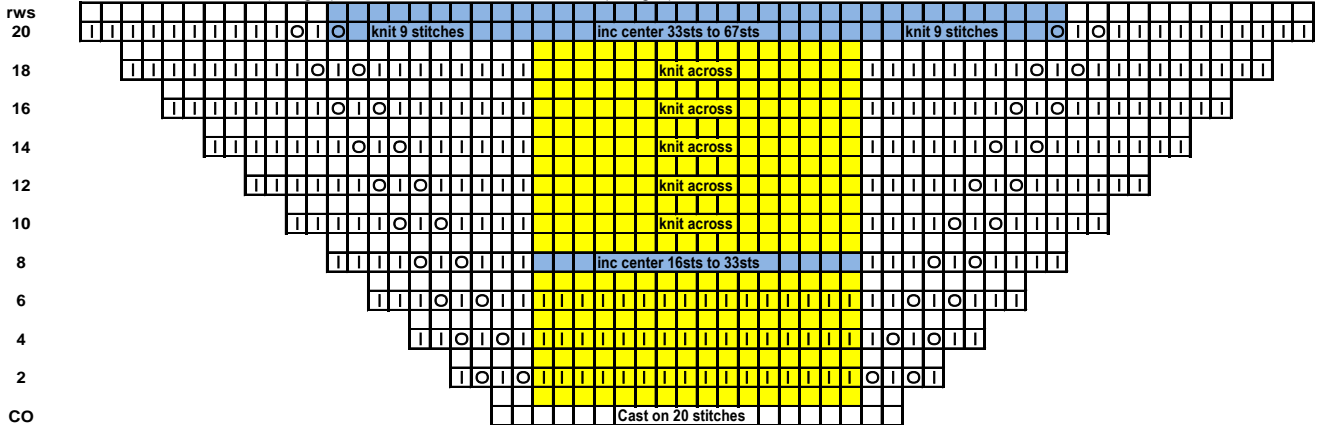 rws
20 I I I I I I I I I I O I O knit 9 stitches inc center 33sts to 67sts knit 9 stitches O I O I I I I I I I I I I
18 I I I I I I I I I O I O I I I I I I I I knit across I I I I I I I I O I O I I I I I I I I I
16 I I I I I I I I O I O I I I I I I I knit across I I I I I I I O I O I I I I I I I I
14 I I I I I I I O I O I I I I I I knit across I I I I I I O I O I I I I I I I
12 I I I I I I O I O I I I I I knit across I I I I I O I O I I I I I I
10 I I I I I O I O I I I I knit across I I I I O I O I I I I I
8 I I I I O I O I I I inc center 16sts to 33sts I I I O I O I I I I
6 I I I O I O I I I I I I I I I I I I I I I I I I I I O I O I I I
4 I I O I O I I I I I I I I I I I I I I I I I I O I O I I
2 I O I O I I I I I I I I I I I I I I I I O I O I
CO Cast on 20 stitches